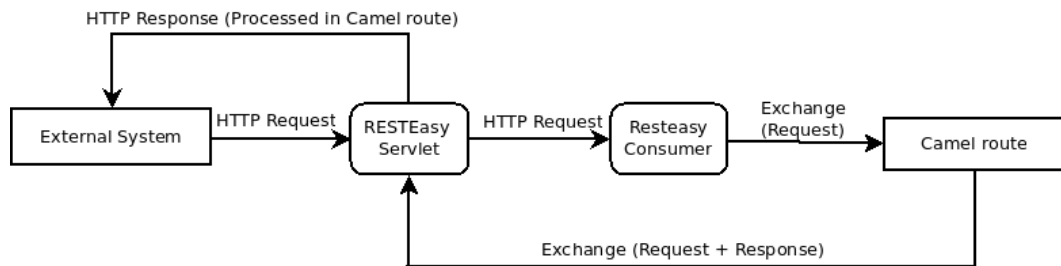 HTTP Response (Processed in Camel route)
External System
HTTP Request
RESTEasy
Servlet
HTTP Request
Resteasy
Consumer
Exchange
(Request)
Camel route
Exchange (Request + Response)